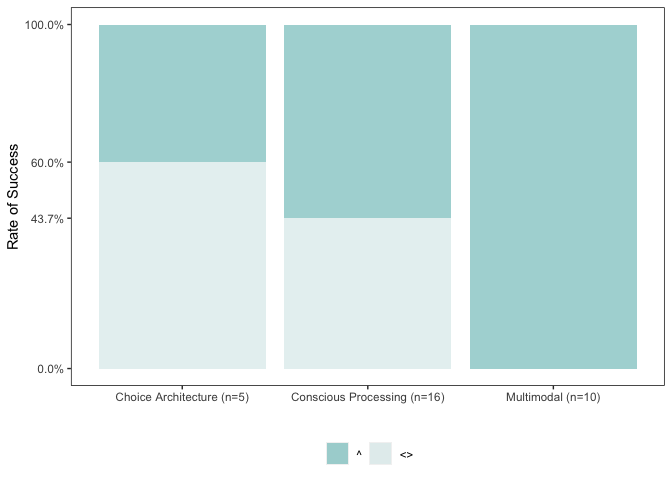 100.0%
60.0%
43.7%
0.0%
Rate of Success
Choice Architecture (n=5) Conscious Processing (n=16) Multimodal (n=10)
^ <>